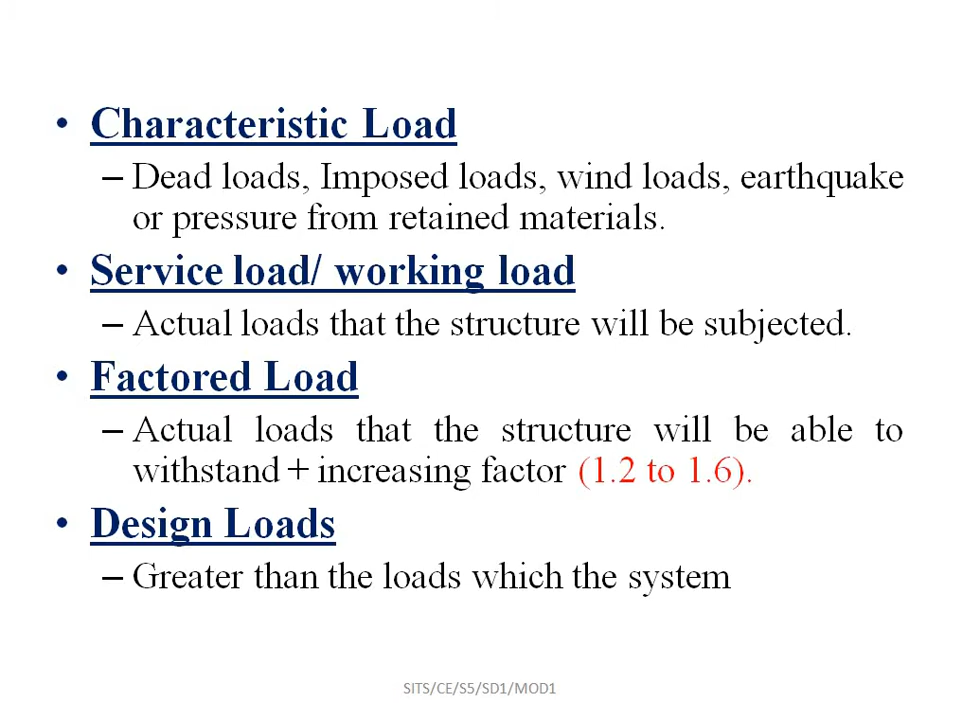 • Characteristic Load
– Dead loads, Imposed loads, wind loads, earthquake
or pressure from retained materials.
• Service load/ working load
– Actual loads that the structure will be subjected.
• Factored Load
– Actual loads that the structure will be able to
withstand + increasing factor (1.2 to 1.6).
• Design Loads
– Greater than the loads which the system
SITS/CE/S5/SD1/MOD1